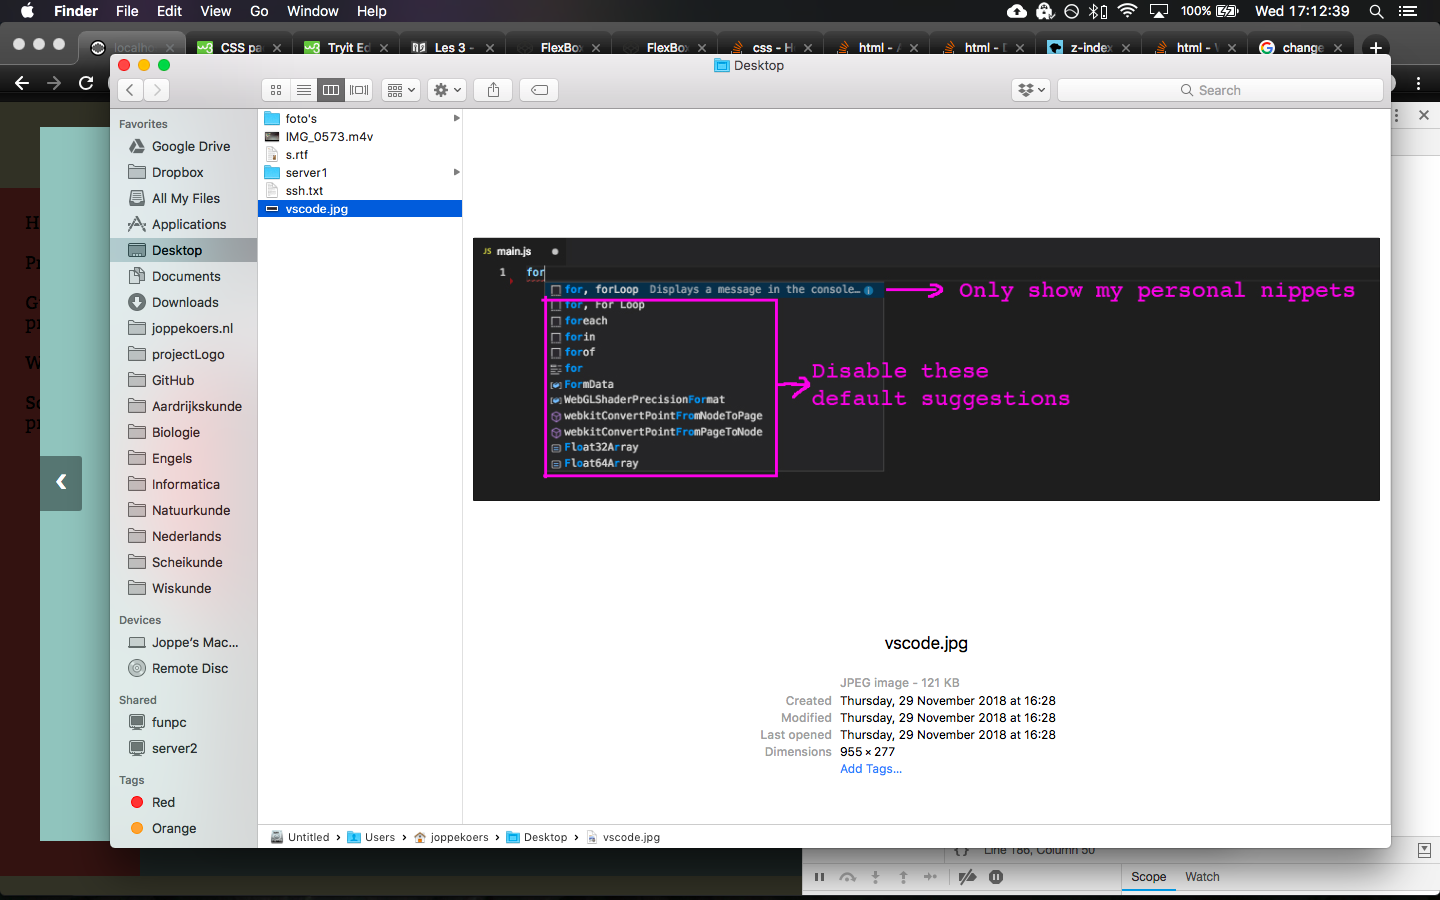 Finder File Edit View Go Window Help
100% Wed 17:12:39
localho
CSS pa
Tryit Ed
Les 3 -
FlexBox
FlexBox
css - H
html - A
html - D
z-index
html - V
change
Desktop
Search
Favorites
Google Drive
Dropbox
All My Files
Applications
Desktop
Documents
Downloads
joppekoers.nl
projectLogo
GitHub
Aardrijkskunde
Biologie
Engels
Informatica
Natuurkunde
Nederlands
Scheikunde
Wiskunde
Devices
Joppe's Mac...
Remote Disc
Shared
funpc
server2
Tags
Red
Orange
foto's
IMG_0573.m4v
s.rtf
server1
ssh.txt
vscode.jpg
JS main.js
1 for
for, forLoop Displays a message in the console…
for, For Loop
foreach
forin
forof
for
FormData
WebGLShaderPrecisionFormat
webkitConvertPointFromNodeToPage
webkitConvertPointFromPageToNode
Float32Array
Float64Array
Only show my personal nippets
Disable these
default suggestions
vscode.jpg
JPEG image - 121 KB
Created Thursday, 29 November 2018 at 16:28
Modified Thursday, 29 November 2018 at 16:28
Last opened Thursday, 29 November 2018 at 16:28
Dimensions 955 × 277
Add Tags...
Untitled › Users › joppekoers › Desktop › vscode.jpg
{ } Line 186, Column 50
Scope Watch